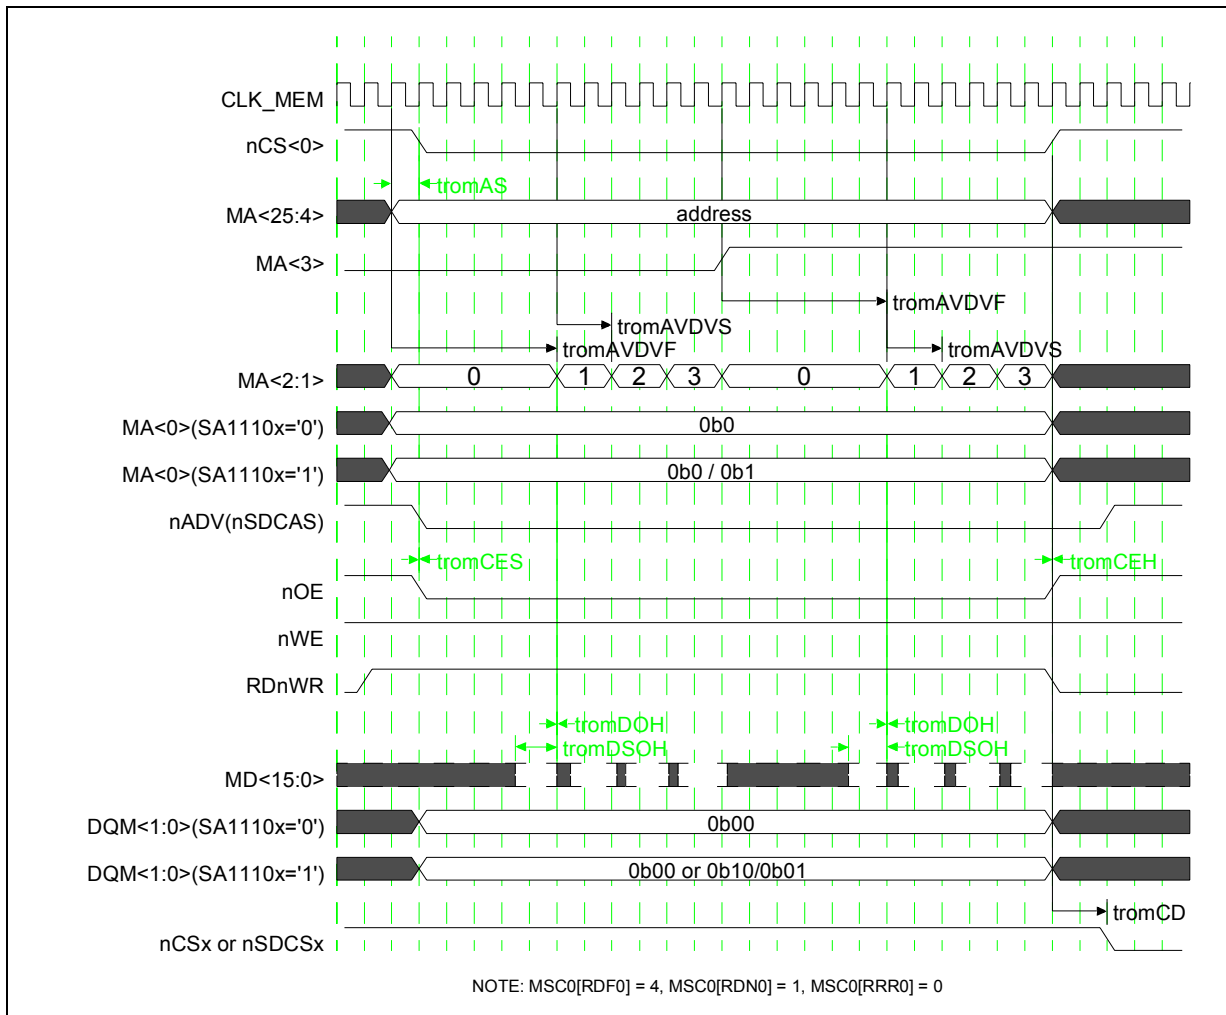 CLK_MEM
nCS<0>
tromAS
MA<25:4> address
MA<3>
tromAVDVF
tromAVDVS
tromAVDVF tromAVDVS
MA<2:1> 0 1 2 3 0 1 2 3
MA<0>(SA1110x='0') 0b0
MA<0>(SA1110x='1') 0b0 / 0b1
nADV(nSDCAS)
tromCES tromCEH
nOE
nWE
RDnWR
tromDOH tromDOH
tromDSOH tromDSOH
MD<15:0>
DQM<1:0>(SA1110x='0') 0b00
DQM<1:0>(SA1110x='1') 0b00 or 0b10/0b01
tromCD
nCSx or nSDCSx
NOTE: MSC0[RDF0] = 4, MSC0[RDN0] = 1, MSC0[RRR0] = 0